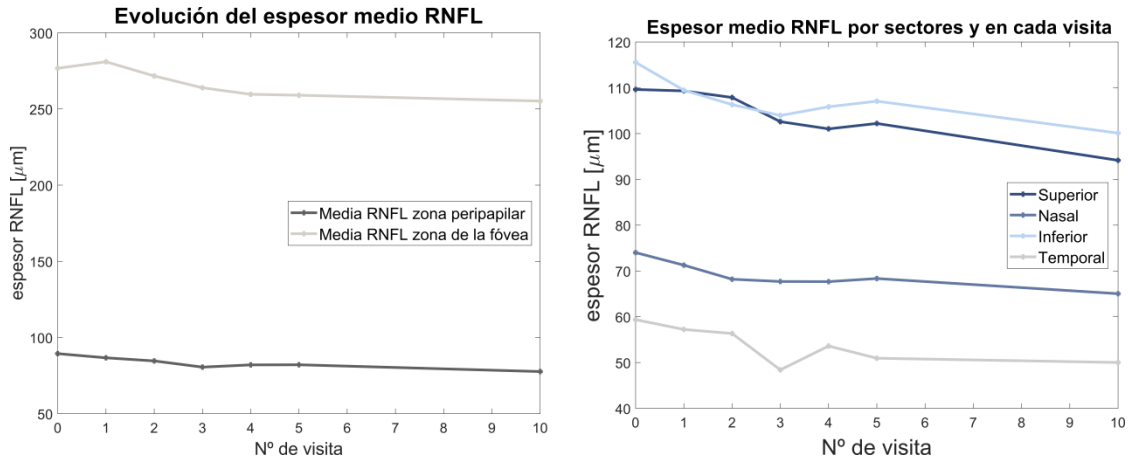 Evolución del espesor medio RNFL
300
250
200
150
100
50
espesor RNFL [μm]
Media RNFL zona peripapilar
Media RNFL zona de la fóvea
0 1 2 3 4 5 6 7 8 9 10
Nº de visita
Espesor medio RNFL por sectores y en cada visita
120
110
100
90
80
70
60
50
40
espesor RNFL [μm]
Superior
Nasal
Inferior
Temporal
0 1 2 3 4 5 6 7 8 9 10
Nº de visita